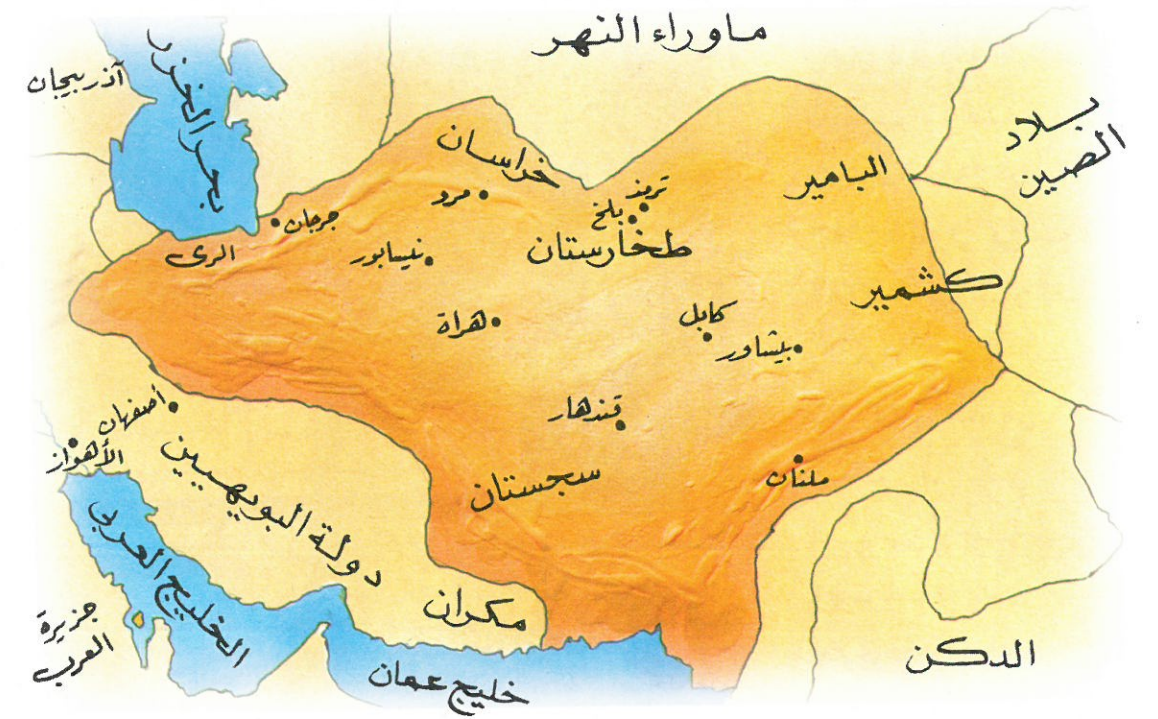 ماوراء النهر
آذربيجان
بحر الخزر
بلاد
الصين
خراسان
مرو
ترمذ
بلخ
البامير
جرجان
الرى
نيسابور
طخارستان
كشمير
هراة
كابل
بيشاور
قندهار
أصفهان
الأهواز
سجستان
ملتان
دولة البويهيين
الخليج العربي
مكران
جزيرة
العرب
خليج عمان
الدكن